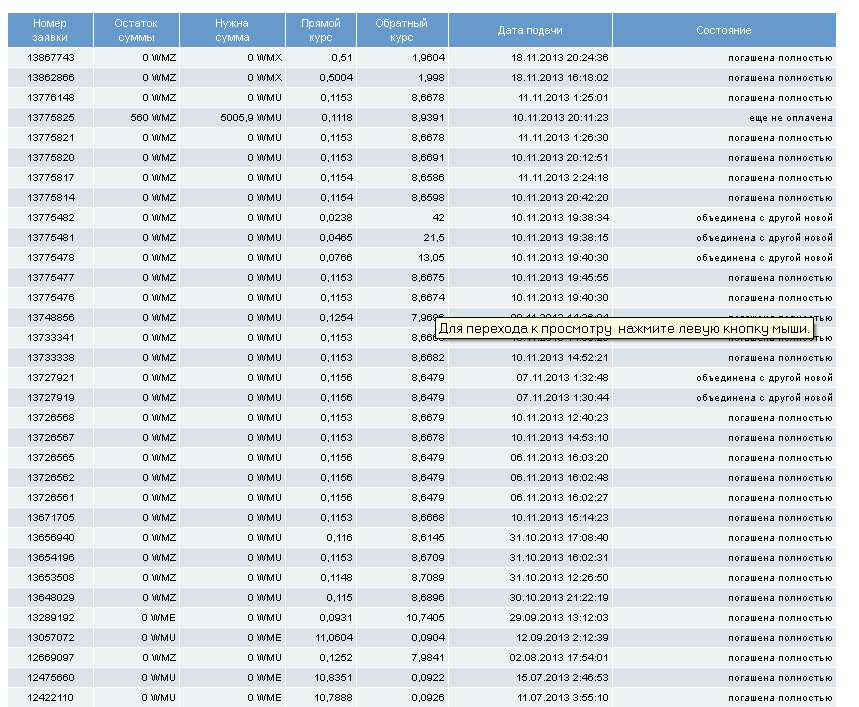 Номер заявки Остаток суммы Нужна сумма Прямой курс Обратный курс Дата подачи Состояние
13867743 0 WMZ 0 WMX 0,51 1,9604 18.11.2013 20:24:36 погашена полностью
13862866 0 WMZ 0 WMX 0,5004 1,998 18.11.2013 16:18:02 погашена полностью
13776148 0 WMZ 0 WMU 0,1153 8,6678 11.11.2013 1:25:01 погашена полностью
13775825 560 WMZ 5005,9 WMU 0,1118 8,9391 10.11.2013 20:11:23 еще не оплачена
13775821 0 WMZ 0 WMU 0,1153 8,6678 11.11.2013 1:26:30 погашена полностью
13775820 0 WMZ 0 WMU 0,1153 8,6691 10.11.2013 20:12:51 погашена полностью
13775817 0 WMZ 0 WMU 0,1154 8,6586 11.11.2013 2:24:18 погашена полностью
13775814 0 WMZ 0 WMU 0,1154 8,6598 10.11.2013 20:42:20 погашена полностью
13775482 0 WMZ 0 WMU 0,0238 42 10.11.2013 19:38:34 объединена с другой новой
13775481 0 WMZ 0 WMU 0,0465 21,5 10.11.2013 19:38:15 объединена с другой новой
13775478 0 WMZ 0 WMU 0,0766 13,05 10.11.2013 19:40:30 объединена с другой новой
13775477 0 WMZ 0 WMU 0,1153 8,6675 10.11.2013 19:45:55 погашена полностью
13775476 0 WMZ 0 WMU 0,1153 8,6674 10.11.2013 19:40:30 погашена полностью
13748856 0 WMZ 0 WMU 0,1254 погашена полностью
Для перехода к просмотру нажмите левую кнопку мыши.
13733341 0 WMZ 0 WMU 0,1153 погашена полностью
13733338 0 WMZ 0 WMU 0,1153 8,6682 10.11.2013 14:52:21 погашена полностью
13727921 0 WMZ 0 WMU 0,1156 8,6479 07.11.2013 1:32:48 объединена с другой новой
13727919 0 WMZ 0 WMU 0,1156 8,6479 07.11.2013 1:30:44 объединена с другой новой
13726568 0 WMZ 0 WMU 0,1153 8,6679 10.11.2013 12:40:23 погашена полностью
13726567 0 WMZ 0 WMU 0,1153 8,6678 10.11.2013 14:53:10 погашена полностью
13726565 0 WMZ 0 WMU 0,1156 8,6479 06.11.2013 16:03:20 погашена полностью
13726562 0 WMZ 0 WMU 0,1156 8,6479 06.11.2013 16:02:48 погашена полностью
13726561 0 WMZ 0 WMU 0,1156 8,6479 06.11.2013 16:02:27 погашена полностью
13671705 0 WMZ 0 WMU 0,1153 8,6668 10.11.2013 15:14:23 погашена полностью
13656940 0 WMZ 0 WMU 0,116 8,6145 31.10.2013 17:08:40 погашена полностью
13654196 0 WMZ 0 WMU 0,1153 8,6709 31.10.2013 16:02:31 погашена полностью
13653508 0 WMZ 0 WMU 0,1148 8,7089 31.10.2013 12:26:50 погашена полностью
13648029 0 WMZ 0 WMU 0,115 8,6896 30.10.2013 21:22:19 погашена полностью
13289192 0 WME 0 WMU 0,0931 10,7405 29.09.2013 13:12:03 погашена полностью
13057072 0 WMU 0 WME 11,0604 0,0904 12.09.2013 2:12:39 погашена полностью
12669097 0 WMZ 0 WMU 0,1252 7,9841 02.08.2013 17:54:01 погашена полностью
12475660 0 WMU 0 WME 10,8351 0,0922 15.07.2013 2:46:53 погашена полностью
12422110 0 WMU 0 WME 10,7888 0,0926 11.07.2013 3:55:10 погашена полностью